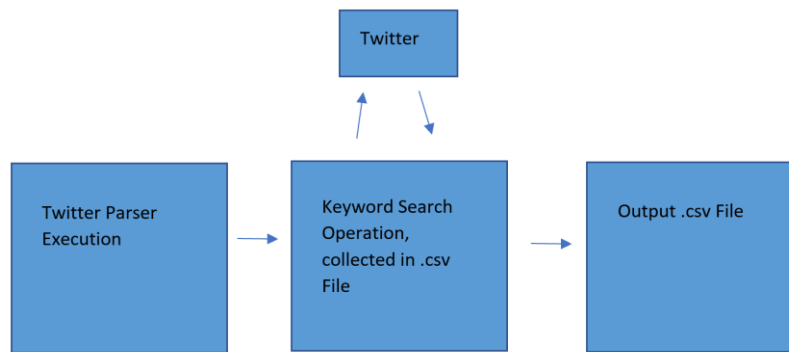 Twitter
Twitter Parser
Execution
Keyword Search
Operation,
collected in .csv
File
Output .csv File